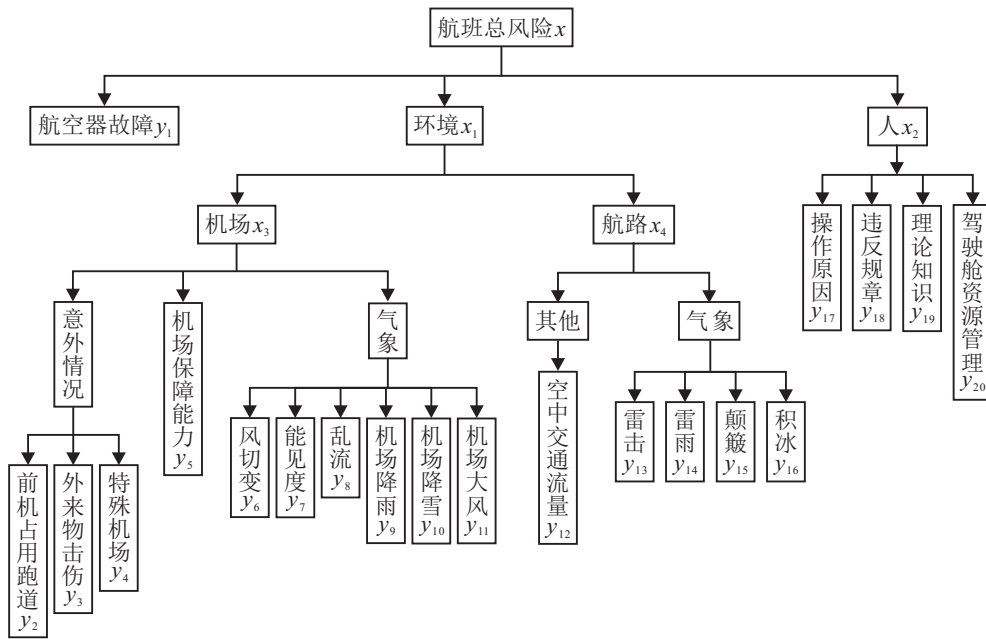 航班总风险x
航空器故障y₁
环境x₁
人x₂
机场x₃
航路x₄
操作原因y₁₇
违反规章y₁₈
理论知识y₁₉
驾驶舱资源管理y₂₀
意外情况
机场保障能力y₅
气象
其他
气象
前机占用跑道y₂
外来物击伤y₃
特殊机场y₄
风切变y₆
能见度y₇
乱流y₈
机场降雨y₉
机场降雪y₁₀
机场大风y₁₁
空中交通流量y₁₂
雷击y₁₃
雷雨y₁₄
颠簸y₁₅
积冰y₁₆